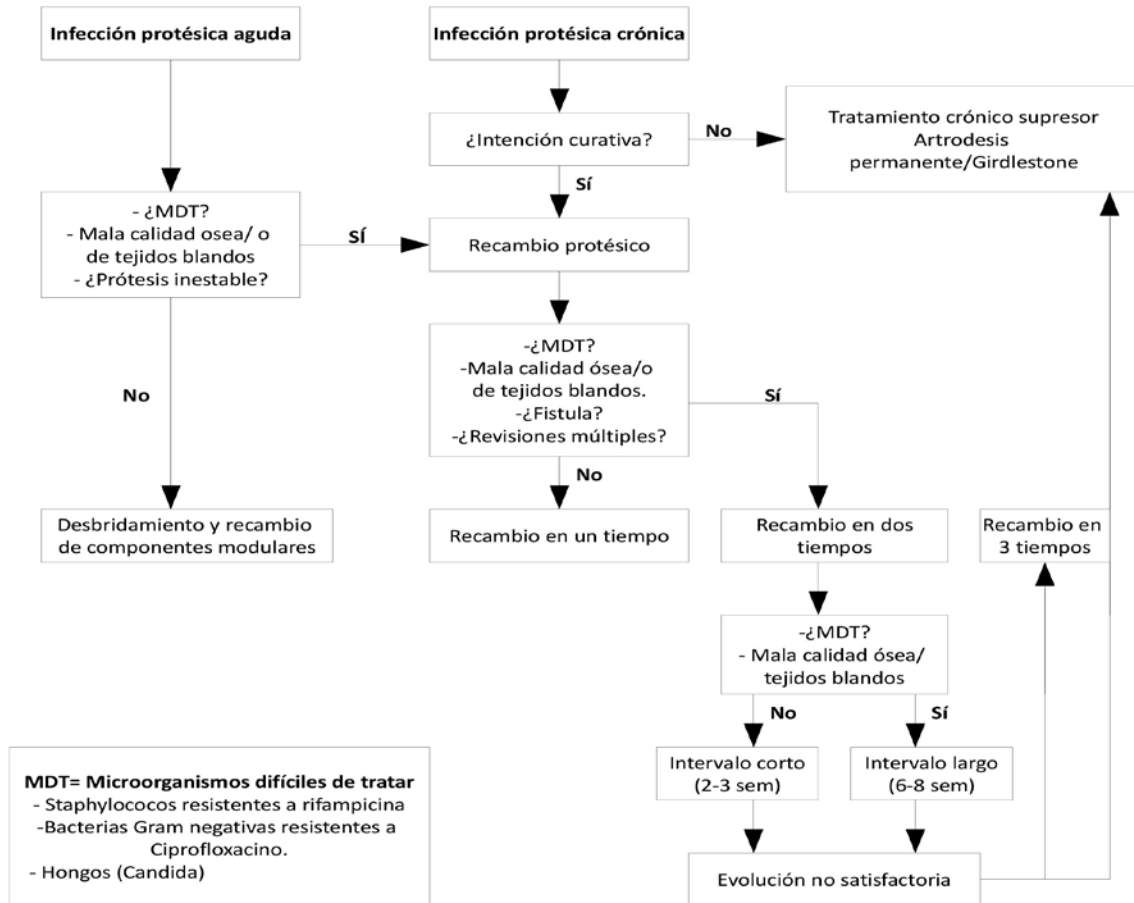 Infección protésica aguda
Infección protésica crónica
¿Intención curativa?
No
Tratamiento crónico supresor
Artrodesis
permanente/Girdlestone
Sí
- ¿MDT?
- Mala calidad osea/ o
de tejidos blandos
- ¿Prótesis inestable?
SÍ
Recambio protésico
No
-¿MDT?
-Mala calidad ósea/o
de tejidos blandos.
-¿Fistula?
-¿Revisiones múltiples?
Sí
No
Desbridamiento y recambio
de componentes modulares
Recambio en un tiempo
Recambio en dos
tiempos
Recambio en
3 tiempos
-¿MDT?
- Mala calidad ósea/
tejidos blandos
No
Sí
Intervalo corto
(2-3 sem)
Intervalo largo
(6-8 sem)
Evolución no satisfactoria
MDT= Microorganismos difíciles de tratar
- Staphylococos resistentes a rifampicina
-Bacterias Gram negativas resistentes a
Ciprofloxacino.
- Hongos (Candida)